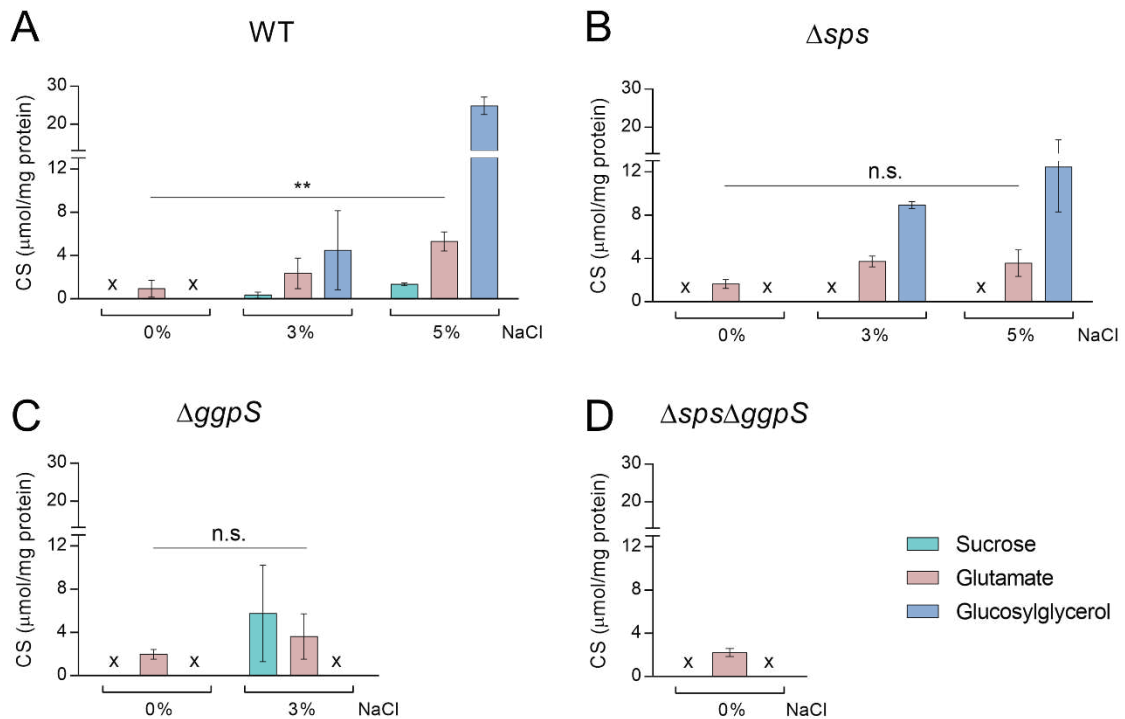 A
WT
CS (μmol/mg protein)
30
20
12
8
4
0
**
x x
0% 3% 5% NaCl
B
Δsps
CS (μmol/mg protein)
30
20
12
8
4
0
n.s.
x x x x
0% 3% 5% NaCl
C
ΔggpS
CS (μmol/mg protein)
30
20
12
8
4
0
n.s.
x x x
0% 3% NaCl
D
ΔspsΔggpS
CS (μmol/mg protein)
30
20
12
8
4
0
x x
0% NaCl
Sucrose
Glutamate
Glucosylglycerol